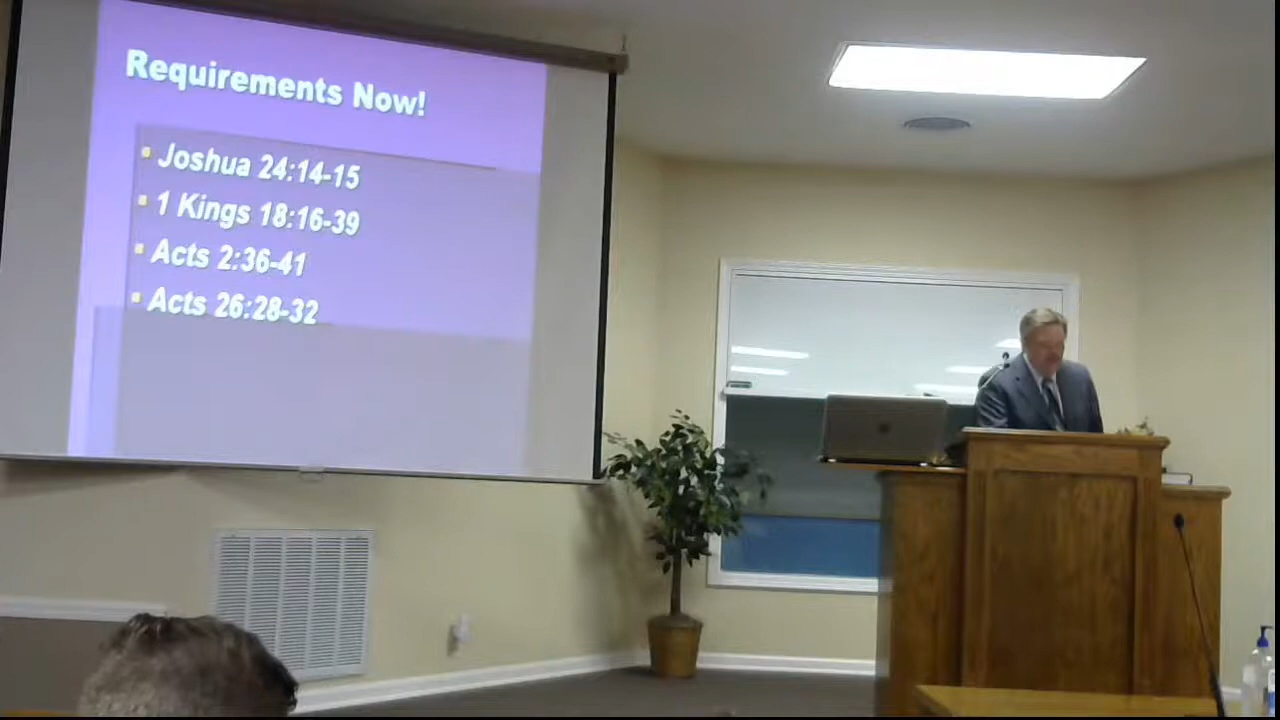 Requirements Now!
Joshua 24:14-15
1 Kings 18:16-39
Acts 2:36-41
Acts 26:28-32